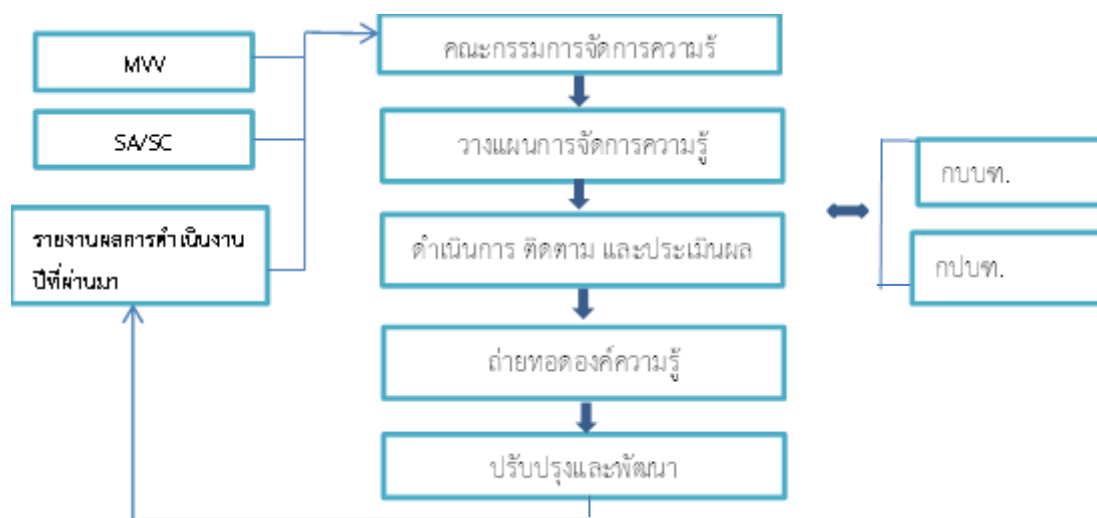 MVV
SA/SC
รายงานผลการดำเนินงาน
ปีที่ผ่านมา
คณะกรรมการจัดการความรู้
วางแผนการจัดการความรู้
ดำเนินการ ติดตาม และประเมินผล
ถ่ายทอดองค์ความรู้
ปรับปรุงและพัฒนา
กบบฑ.
กปบฑ.